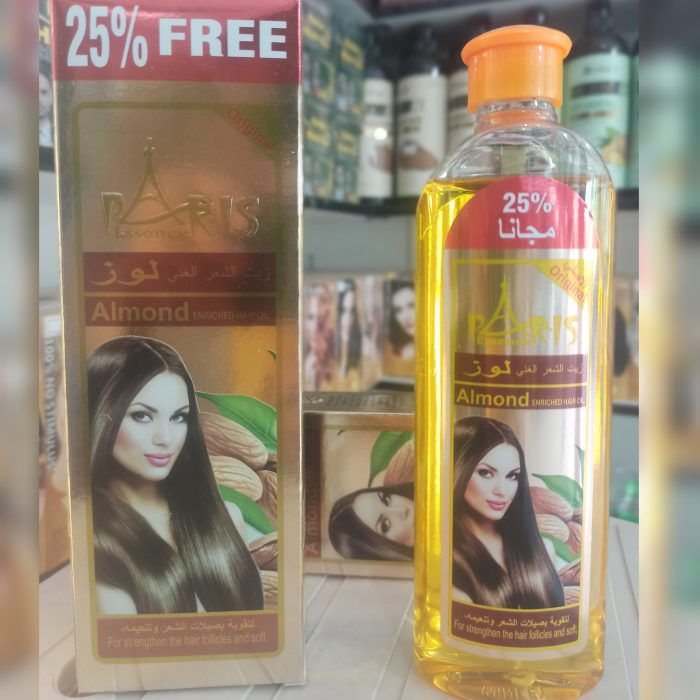 25% FREE
Original
PARIS
Essence
زيت الشعر الغني لوز
Almond ENRICHED HAIR OIL
لتقوية بصيلات الشعر وتنعيمه،
For strengthen the hair follicles and soft.
25%
مجانا
Original
PARIS
Essence
زيت الشعر الغني لوز
Almond ENRICHED HAIR OIL
لتقوية بصيلات الشعر وتنعيمه،
For strengthen the hair follicles and soft.
Almond